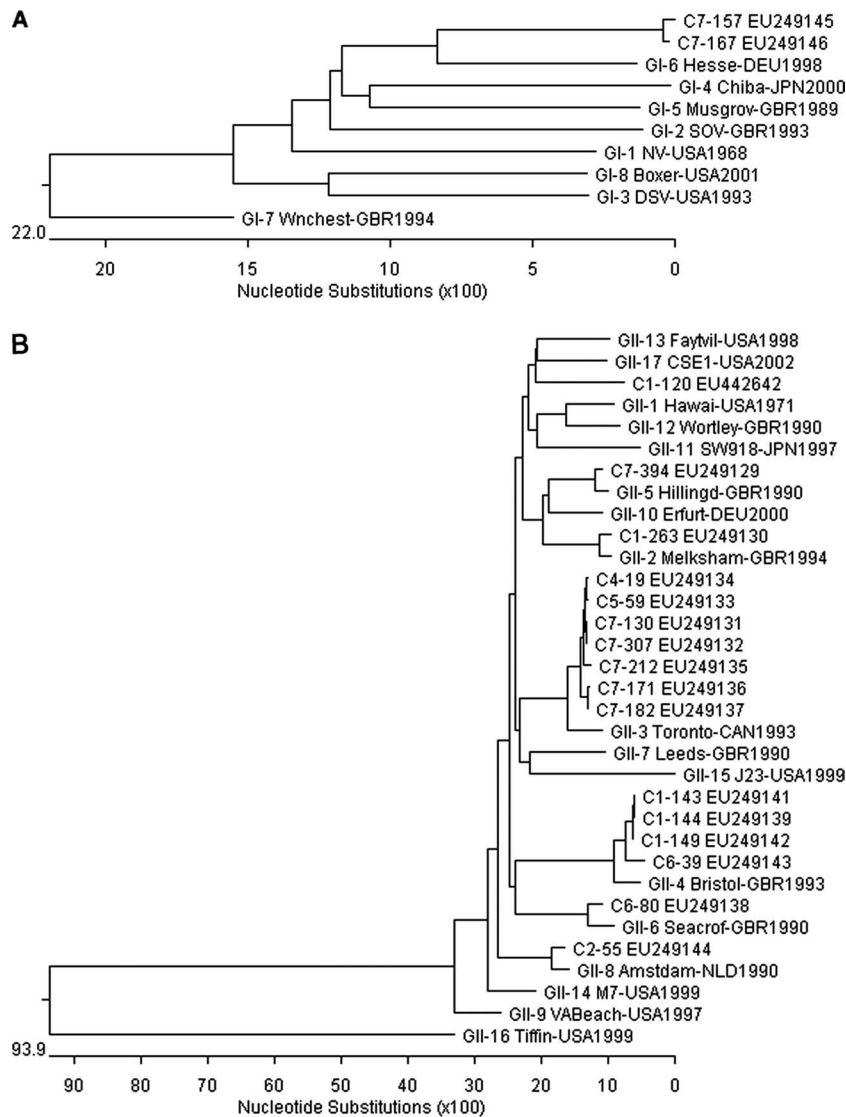 A
C7-157 EU249145
C7-167 EU249146
GI-6 Hesse-DEU1998
GI-4 Chiba-JPN2000
GI-5 Musgrov-GBR1989
GI-2 SOV-GBR1993
GI-1 NV-USA1968
GI-8 Boxer-USA2001
GI-3 DSV-USA1993
GI-7 Wnchest-GBR1994
22.0
20 15 10 5 0
Nucleotide Substitutions (x100)
B
GII-13 Faytvil-USA1998
GII-17 CSE1-USA2002
C1-120 EU442642
GII-1 Hawai-USA1971
GII-12 Wortley-GBR1990
GII-11 SW918-JPN1997
C7-394 EU249129
GII-5 Hillingd-GBR1990
GII-10 Erfurt-DEU2000
C1-263 EU249130
GII-2 Melksham-GBR1994
C4-19 EU249134
C5-59 EU249133
C7-130 EU249131
C7-307 EU249132
C7-212 EU249135
C7-171 EU249136
C7-182 EU249137
GII-3 Toronto-CAN1993
GII-7 Leeds-GBR1990
GII-15 J23-USA1999
C1-143 EU249141
C1-144 EU249139
C1-149 EU249142
C6-39 EU249143
GII-4 Bristol-GBR1993
C6-80 EU249138
GII-6 Seacrof-GBR1990
C2-55 EU249144
GII-8 Amstdam-NLD1990
GII-14 M7-USA1999
GII-9 VABeach-USA1997
GII-16 Tiffin-USA1999
93.9
90 80 70 60 50 40 30 20 10 0
Nucleotide Substitutions (x100)